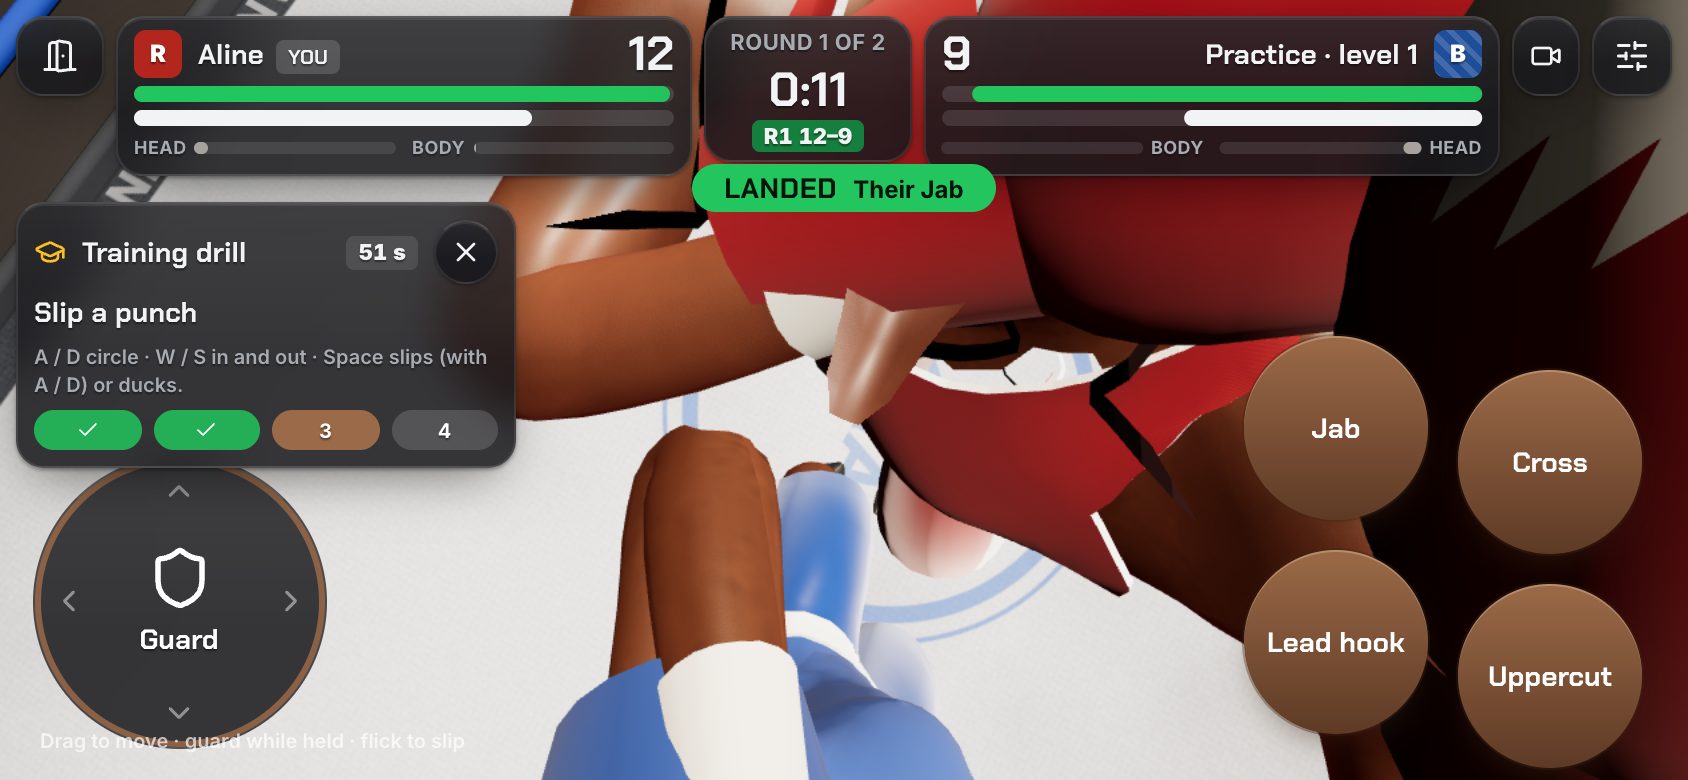 R Aline YOU 12
HEAD BODY
ROUND 1 OF 2
0:11
R1 12–9
9 Practice · level 1 B
BODY HEAD
LANDED Their Jab
Training drill 51 s
Slip a punch
A / D circle · W / S in and out · Space slips (with
A / D) or ducks.
3 4
Guard
Drag to move · guard while held · flick to slip
Jab
Cross
Lead hook
Uppercut